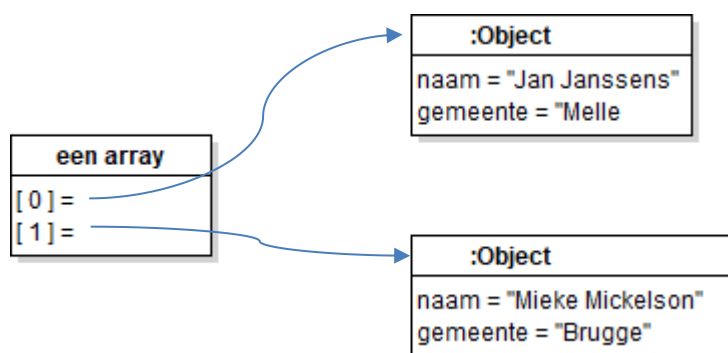 :Object
naam = "Jan Janssens"
gemeente = "Melle
een array
[ 0 ] =
[ 1 ] =
:Object
naam = "Mieke Mickelson"
gemeente = "Brugge"